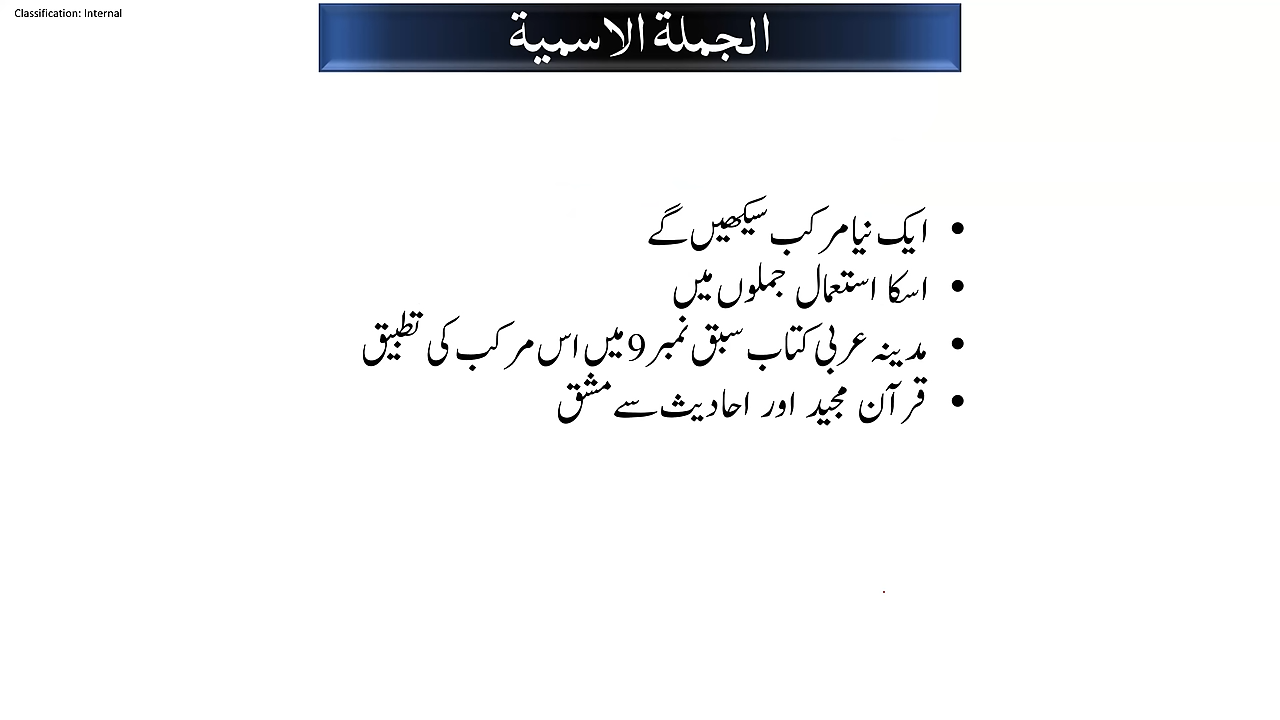 Classification: Internal
الجملة الاسمية
• ایک نیا مرکب سیکھیں گے
• اسکا استعمال جملوں میں
• مدینہ عربی کتاب سبق نمبر 9 میں اس مرکب کی تطبیق
• قرآن مجید اور احادیث سے مشق